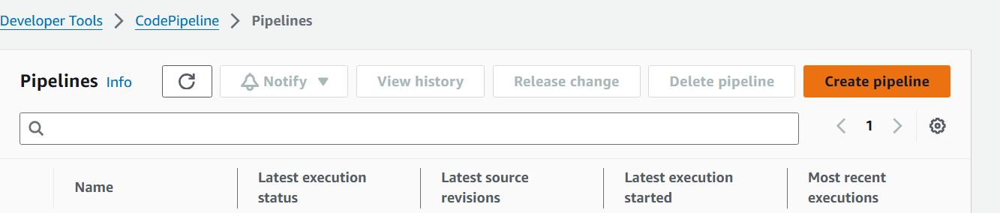 Developer Tools > CodePipeline > Pipelines
Pipelines Info Notify View history Release change Delete pipeline Create pipeline
1
Name Latest execution status Latest source revisions Latest execution started Most recent executions